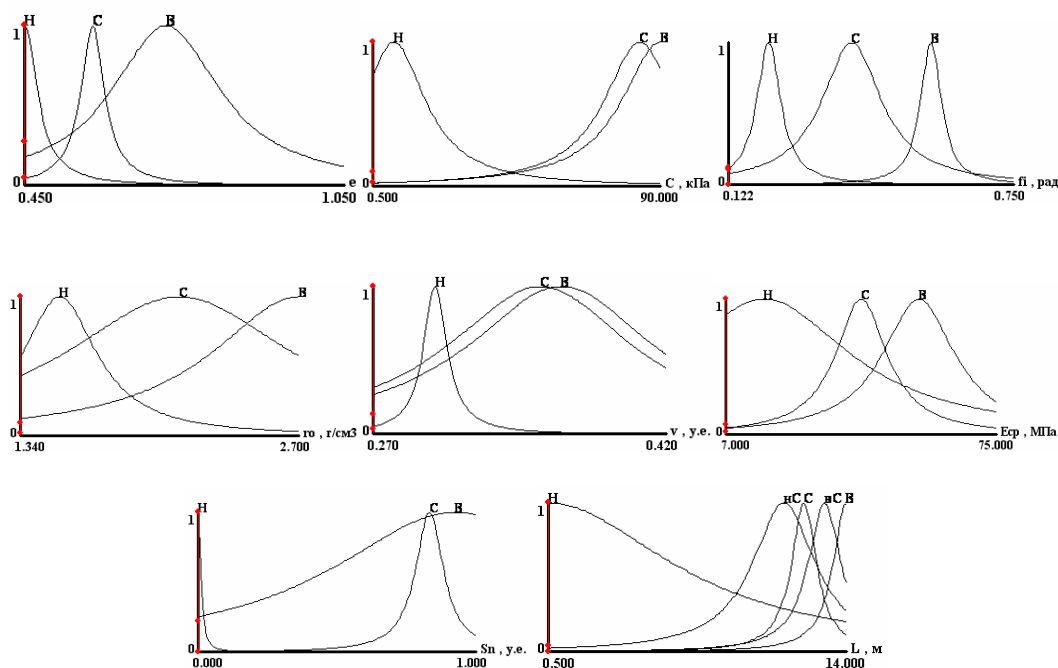 H C B
1
0
0.450 1.050
e
H C B
1
0
0.500 90.000
C , кПа
H C B
1
0
0.122 0.750
fi , рад
H C B
1
0
1.340 2.700
ro , г/см3
H C B
1
0
0.270 0.420
v , у.е.
H C B
1
0
7.000 75.000
Eср , МПа
H C B
1
0
0.000 1.000
Sn , у.е.
H нС C вС B
1
0
0.500 14.000
L , м